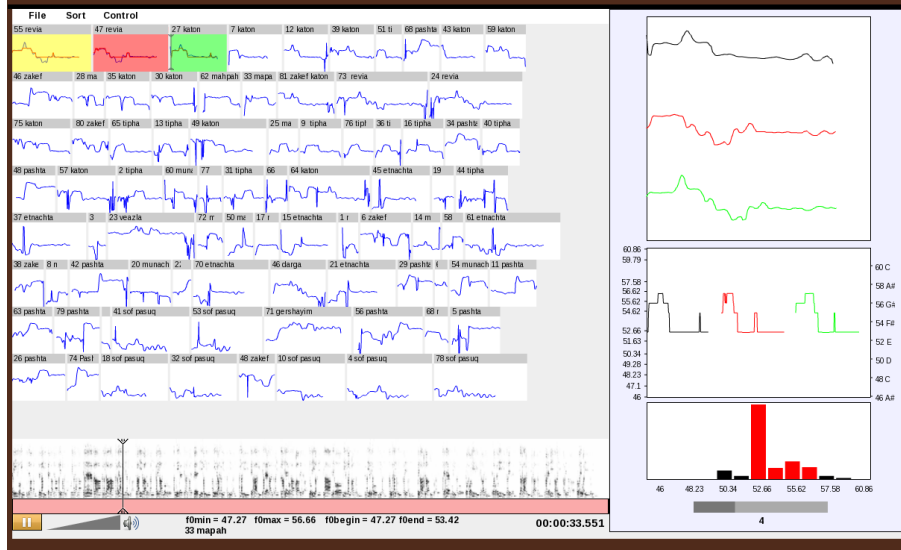 File Sort Control
55 revia 47 revia 27 katon 7 katon 12 katon 39 katon 51 ti 68 pashta 43 katon 59 katon
46 zakef 28 ma 35 katon 30 katon 62 mahpah 33 mapa 81 zakef katon 73 revia 24 revia
75 katon 80 zakef 65 tipha 13 tipha 49 katon 25 ma 9 tipha 76 tipl 36 ti 16 tipha 34 pashta 40 tipha
48 pashta 57 katon 2 tipha 60 muna 77 31 tipha 66 64 katon 45 etnachta 19 44 tipha
37 etnachta 3 23 veazla 72 m 50 ma 17 r 15 etnachta 1 r 6 zakef 14 m 58 61 etnachta
38 zake 8 n 42 pashta 20 munach 2 70 etnachta 46 darga 21 etnachta 29 pashta 54 munach 11 pashta
63 pashta 79 pashta 41 sof pasuq 53 sof pasuq 71 gershayim 56 pashta 68 r 5 pashta
26 pashta 74 Pasl 18 sof pasuq 32 sof pasuq 48 zakef 10 sof pasuq 4 sof pasuq 78 sof pasuq
60.86
59.79
57.58
56.62
55.62
54.62
52.66
51.63
50.34
49.28
48.23
47.1
46
60 C
58 A#
56 G#
54 F#
52 E
50 D
48 C
46 A#
46 48.23 50.34 52.66 55.62 57.58 60.86
4
f0min = 47.27 f0max = 56.66 f0begin = 47.27 f0end = 53.42
33 mapah
00:00:33.551